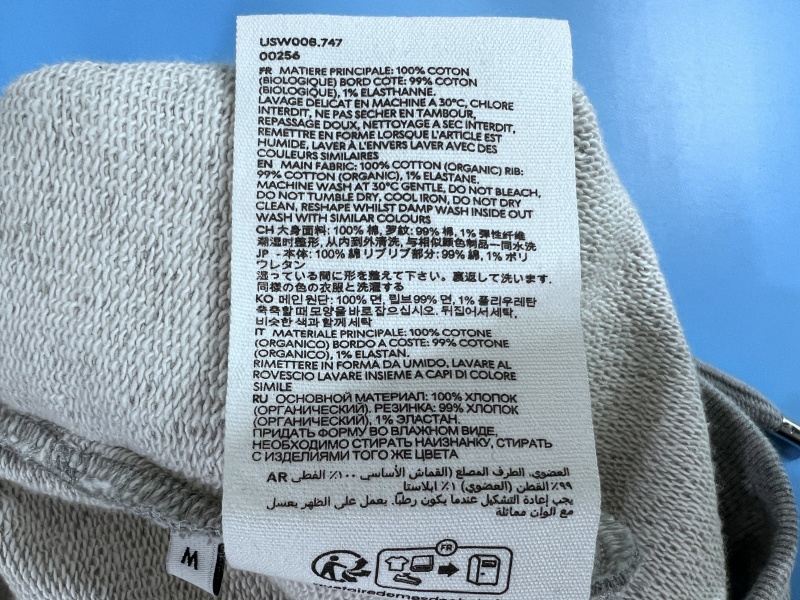 USW008.747
00256
FR MATIERE PRINCIPALE: 100% COTON
(BIOLOGIQUE) BORD COTE: 99% COTON
(BIOLOGIQUE), 1% ELASTHANNE.
LAVAGE DELICAT EN MACHINE A 30°C, CHLORE
INTERDIT, NE PAS SECHER EN TAMBOUR,
REPASSAGE DOUX, NETTOYAGE A SEC INTERDIT,
REMETTRE EN FORME LORSQUE L'ARTICLE EST
HUMIDE, LAVER À L'ENVERS LAVER AVEC DES
COULEURS SIMILAIRES
EN MAIN FABRIC: 100% COTTON (ORGANIC) RIB:
99% COTTON (ORGANIC), 1% ELASTANE.
MACHINE WASH AT 30°C GENTLE, DO NOT BLEACH,
DO NOT TUMBLE DRY, COOL IRON, DO NOT DRY
CLEAN, RESHAPE WHILST DAMP WASH INSIDE OUT
WASH WITH SIMILAR COLOURS
CH 大身面料: 100% 棉, 罗纹: 99% 棉, 1% 弹性纤维
潮湿时整形, 从内到外清洗, 与相似颜色制品一同水洗
JP - 本体: 100% 綿 リブリブ部分: 99% 綿, 1% ポリ
ウレタン
湿っている間に形を整えて下さい. 裏返して洗います.
同様の色の衣服と洗濯する
KO 메인 원단: 100% 면, 립브 99% 면, 1% 폴리우레탄
축축할 때 모양을 바로 잡으십시오. 뒤집어서 세탁.
비슷한 색과 함께 세탁
IT MATERIALE PRINCIPALE: 100% COTONE
(ORGANICO) BORDO A COSTE: 99% COTONE
(ORGANICO), 1% ELASTAN.
RIMETTERE IN FORMA DA UMIDO, LAVARE AL
ROVESCIO LAVARE INSIEME A CAPI DI COLORE
SIMILE
RU ОСНОВНОЙ МАТЕРИАЛ: 100% ХЛОПОК
(ОРГАНИЧЕСКИЙ). РЕЗИНКА: 99% ХЛОПОК
(ОРГАНИЧЕСКИЙ), 1% ЭЛАСТАН.
ПРИДАТЬ ФОРМУ ВО ВЛАЖНОМ ВИДЕ,
НЕОБХОДИМО СТИРАТЬ НАИЗНАНКУ, СТИРАТЬ
С ИЗДЕЛИЯМИ ТОГО ЖЕ ЦВЕТА
العضوي, الطرف المصلع (القماش الأساسي ١٠٠٪ القطن AR
٩٩٪ القطن (العضوي) ١٪ ايلاستا
يجب إعادة التشكيل عندما يكون رطبًا. يغسل على الظهر يغسل
مع ألوان مماثلة
FR
M